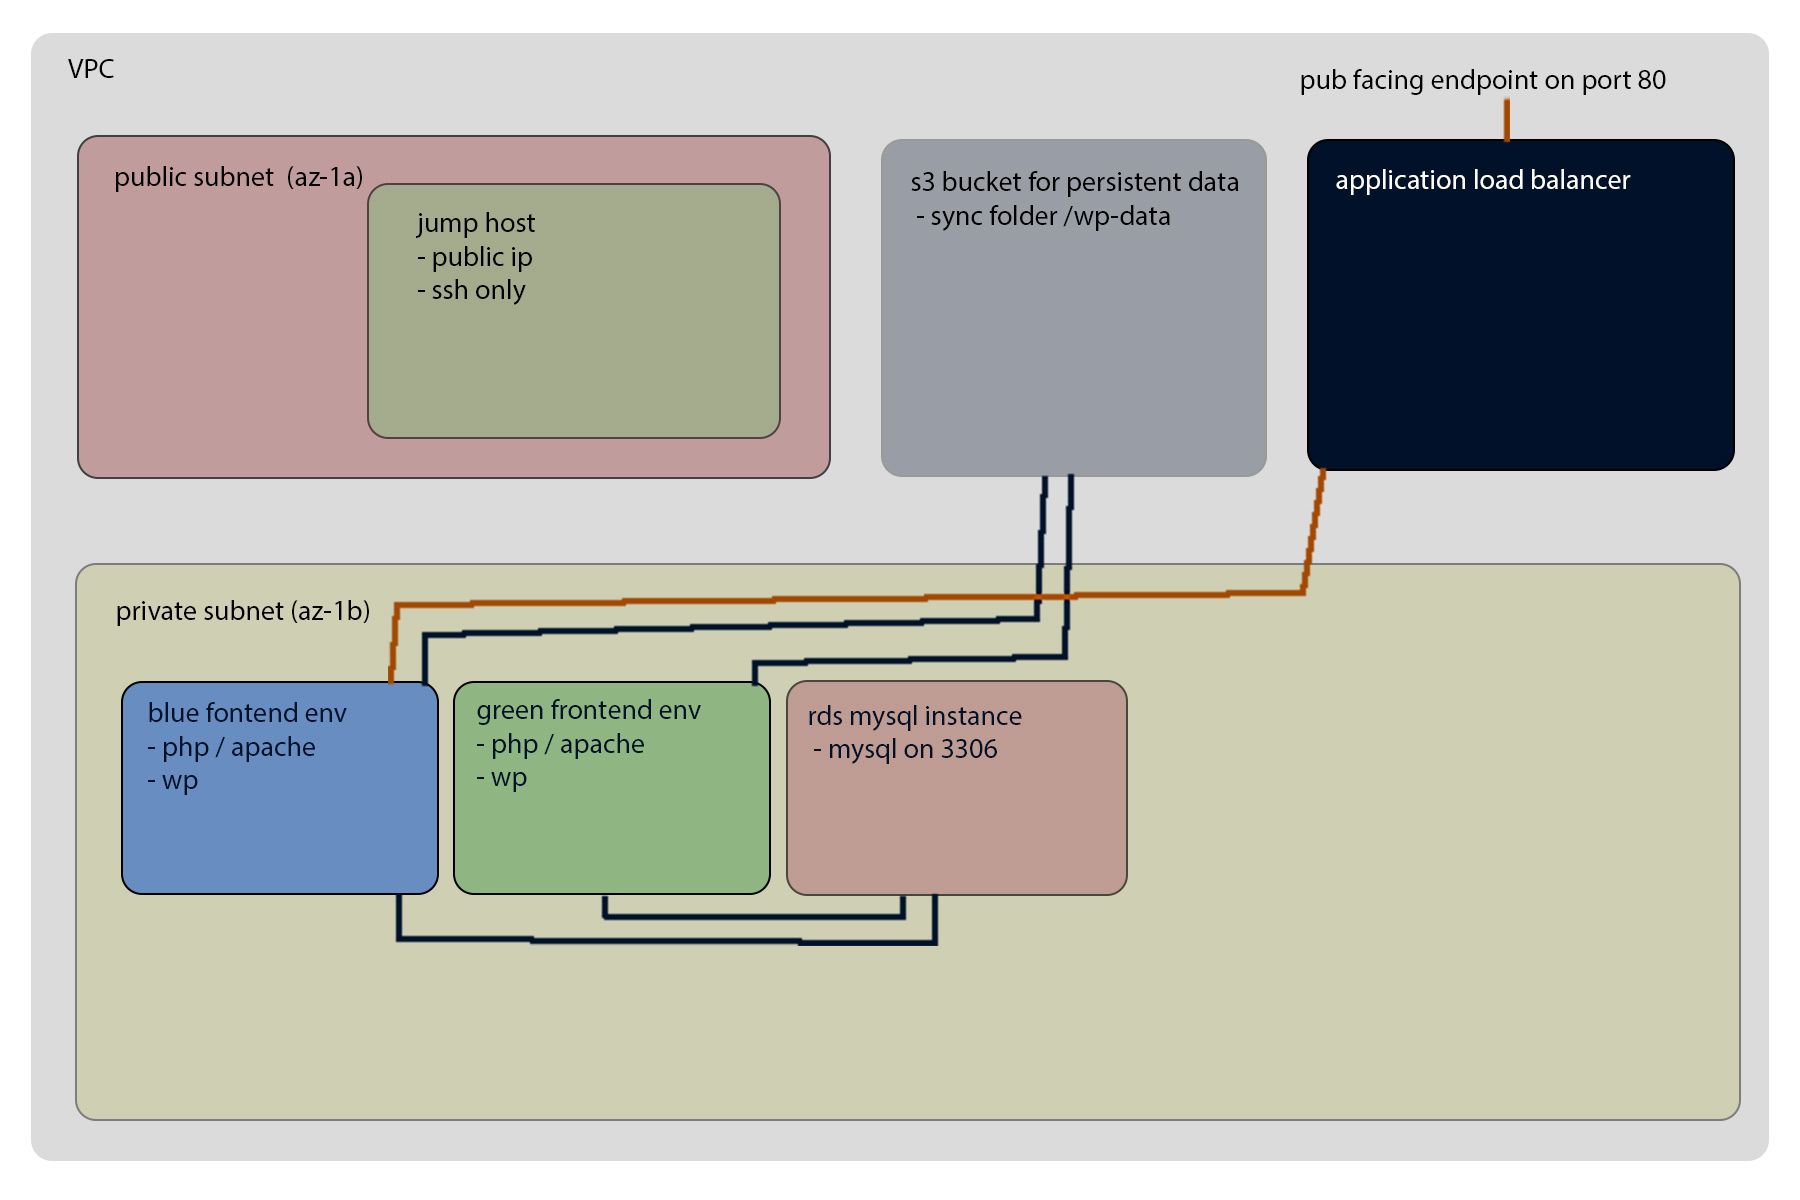 VPC
pub facing endpoint on port 80
public subnet  (az-1a)
jump host
- public ip
- ssh only
s3 bucket for persistent data
- sync folder /wp-data
application load balancer
private subnet (az-1b)
blue fontend env
- php / apache
- wp
green frontend env
- php / apache
- wp
rds mysql instance
- mysql on 3306